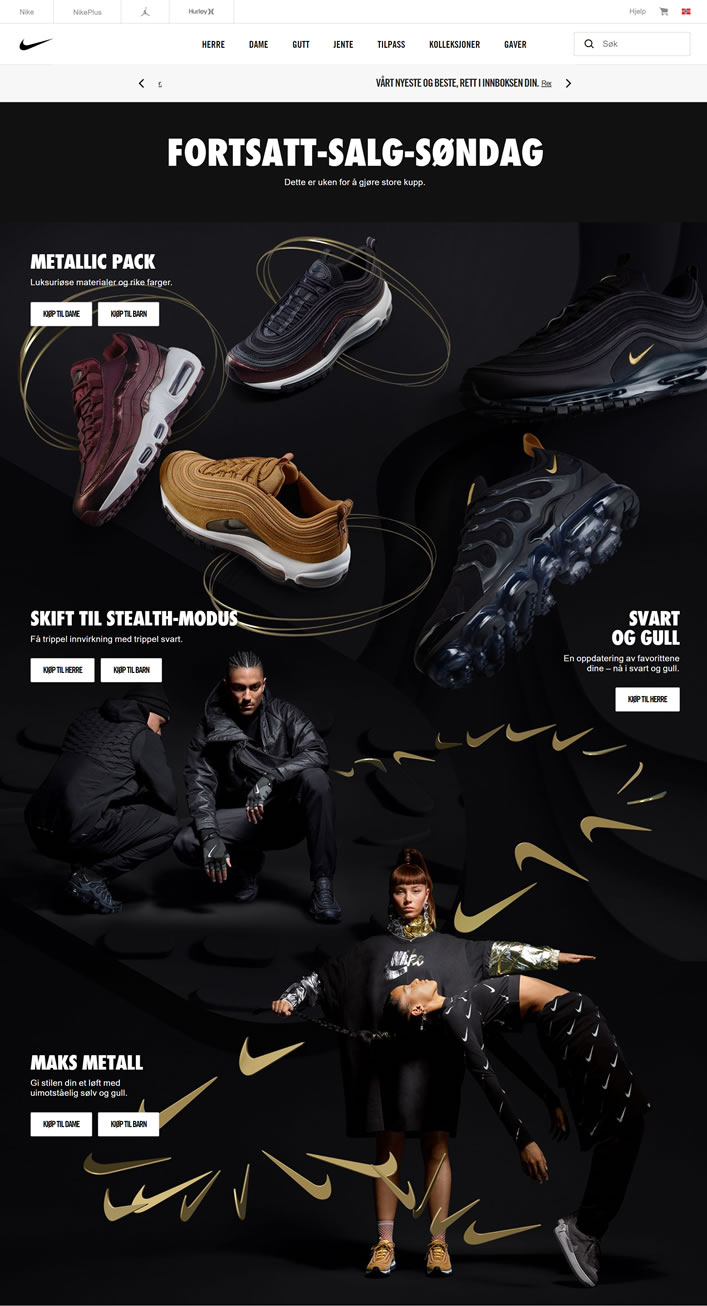 Nike
NikePlus
Hurley
Hjelp
HERRE
DAME
GUTT
JENTE
TILPASS
KOLLEKSJONER
GAVER
Søk
VÅRT NYESTE OG BESTE, RETT I INNBOKSEN DIN.
FORTSATT-SALG-SØNDAG
Dette er uken for å gjøre store kupp.
METALLIC PACK
Luksuriøse materialer og rike farger.
KJØP TIL DAME
KJØP TIL BARN
SKIFT TIL STEALTH-MODUS
Få trippel innvirkning med trippel svart.
KJØP TIL HERRE
KJØP TIL BARN
SVART
OG GULL
En oppdatering av favorittene
dine – nå i svart og gull.
KJØP TIL HERRE
MAKS METALL
Gi stilen din et løft med
uimotståelig sølv og gull.
KJØP TIL DAME
KJØP TIL BARN